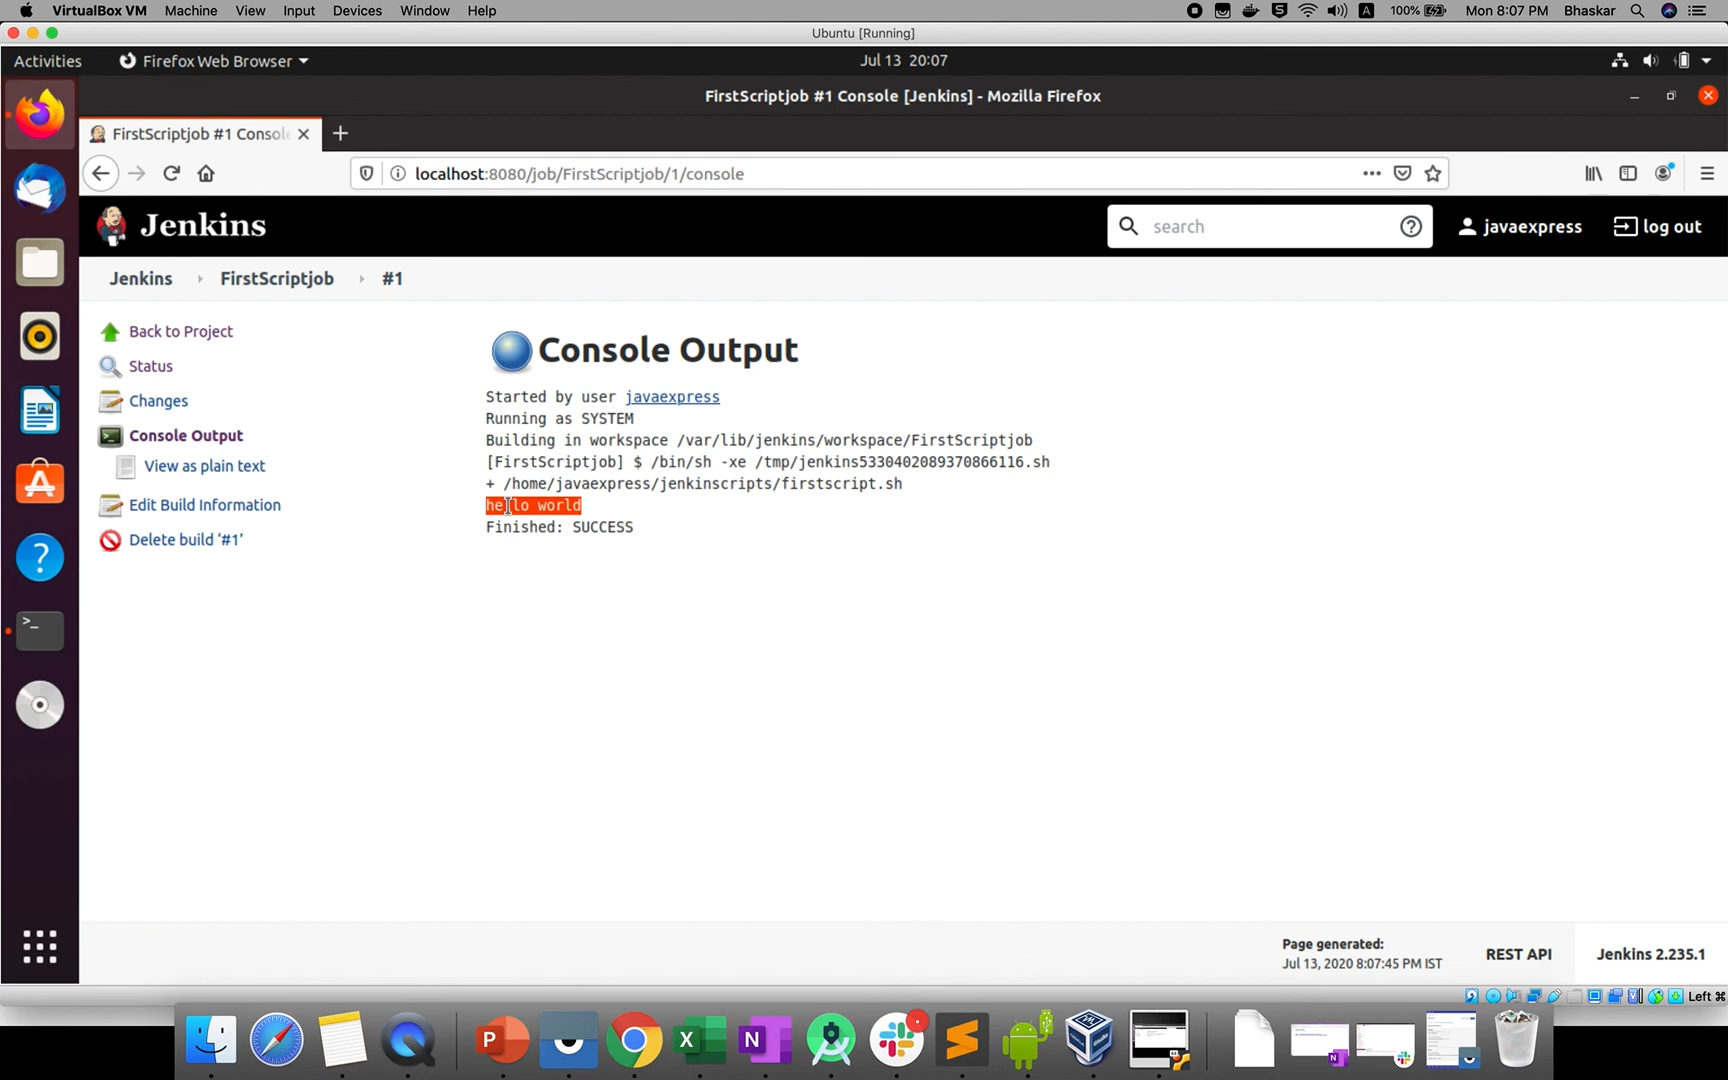 VirtualBox VM Machine View Input Devices Window Help 100% Mon 8:07 PM Bhaskar
Ubuntu [Running]
Activities Firefox Web Browser Jul 13 20:07
FirstScriptjob #1 Console [Jenkins] - Mozilla Firefox
FirstScriptjob #1 Console
localhost:8080/job/FirstScriptjob/1/console
Jenkins search javaexpress log out
Jenkins FirstScriptjob #1
Back to Project
Status
Changes
Console Output
View as plain text
Edit Build Information
Delete build ‘#1’
Console Output
Started by user javaexpress
Running as SYSTEM
Building in workspace /var/lib/jenkins/workspace/FirstScriptjob
[FirstScriptjob] $ /bin/sh -xe /tmp/jenkins5330402089370866116.sh
+ /home/javaexpress/jenkinscripts/firstscript.sh
hello world
Finished: SUCCESS
Page generated:
Jul 13, 2020 8:07:45 PM IST
REST API
Jenkins 2.235.1
Left ⌘